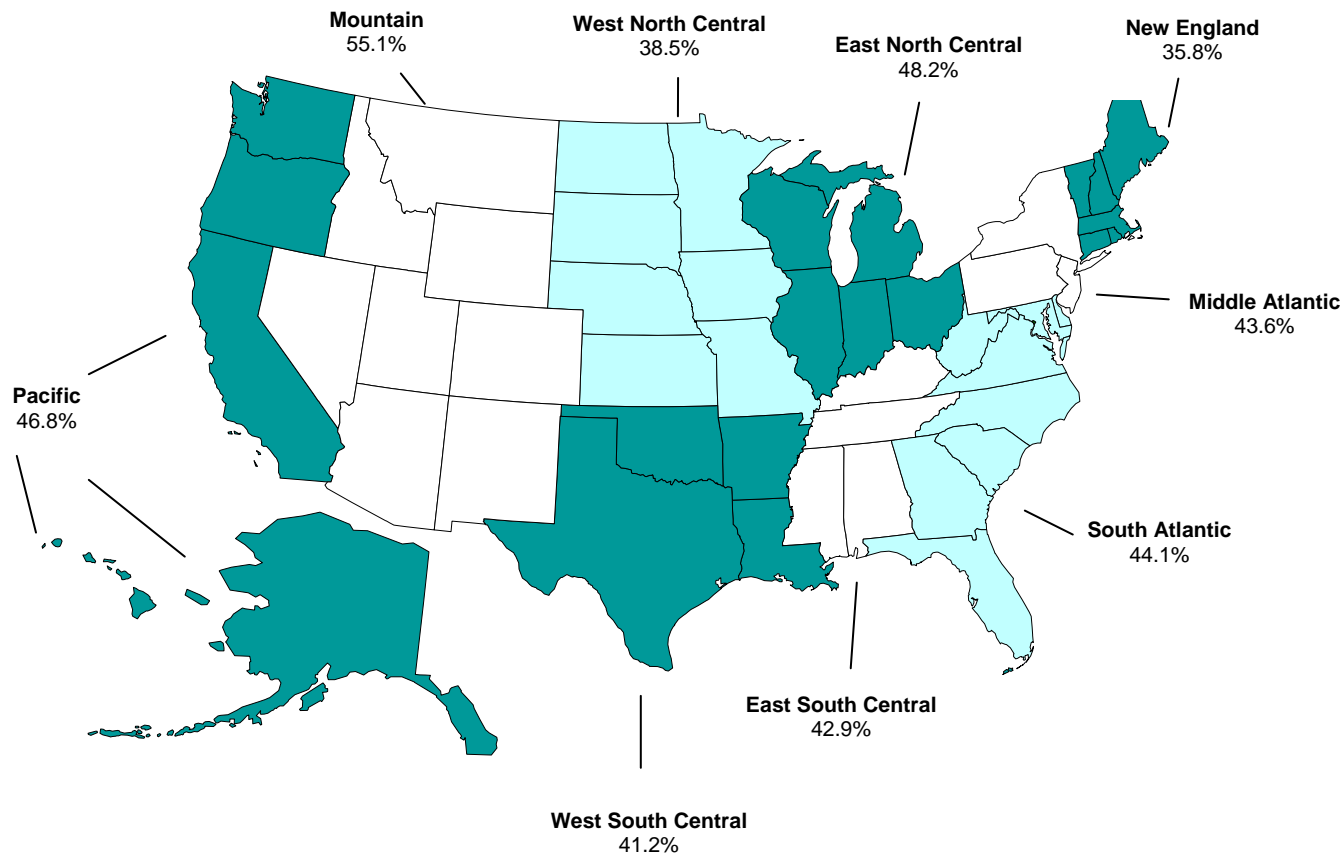 Mountain
55.1%
West North Central
38.5%
East North Central
48.2%
New England
35.8%
Middle Atlantic
43.6%
Pacific
46.8%
South Atlantic
44.1%
East South Central
42.9%
West South Central
41.2%